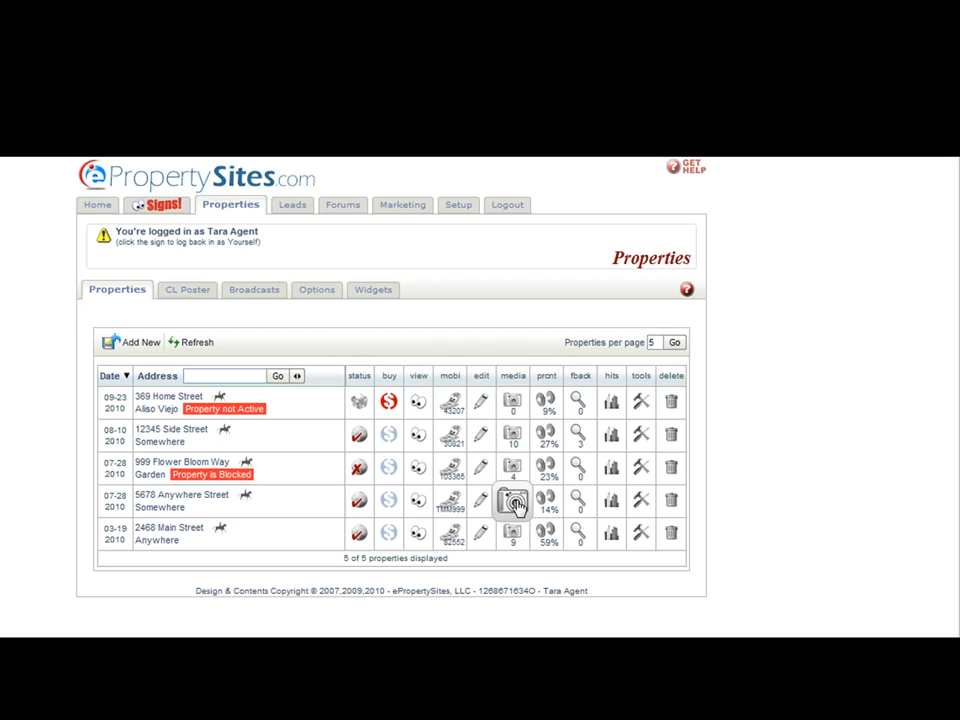 ePropertySites.com
GET HELP
Home Signs! Properties Leads Forums Marketing Setup Logout
You're logged in as Tara Agent
(click the sign to log back in as Yourself)
Properties
Properties CL Poster Broadcasts Options Widgets
Add New Refresh Properties per page 5 Go
Date Address Go status buy view mobi edit media pront fback hits tools delete
09-23 2010 369 Home Street
Aliso Viejo Property not Active 43207 0 9% 0
08-10 2010 12345 Side Street
Somewhere 30821 10 27% 3
07-28 2010 999 Flower Bloom Way
Garden Property is Blocked 103365 4 23% 0
07-28 2010 5678 Anywhere Street
Somewhere TMM999 14% 0
03-19 2010 2468 Main Street
Anywhere 82552 9 59% 0
5 of 5 properties displayed
Design & Contents Copyright © 2007,2009,2010 - ePropertySites, LLC - 1268671634O - Tara Agent